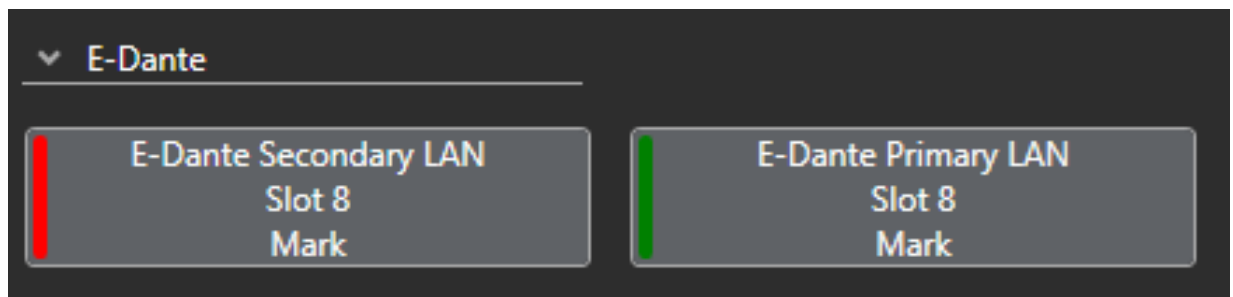 E-Dante
E-Dante Secondary LAN
Slot 8
Mark
E-Dante Primary LAN
Slot 8
Mark